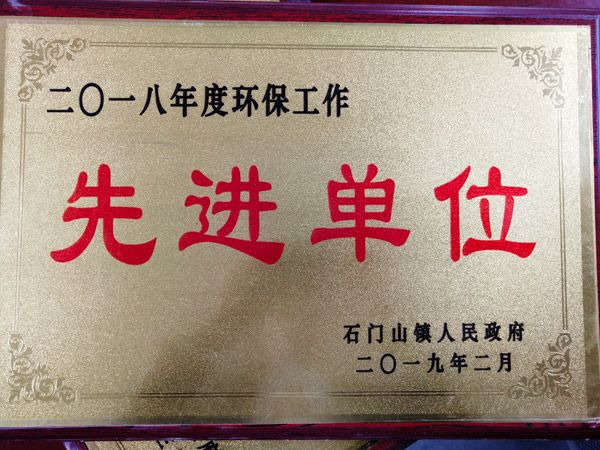 二〇一八年度环保工作
先进单位
石门山镇人民政府
二〇一九年二月